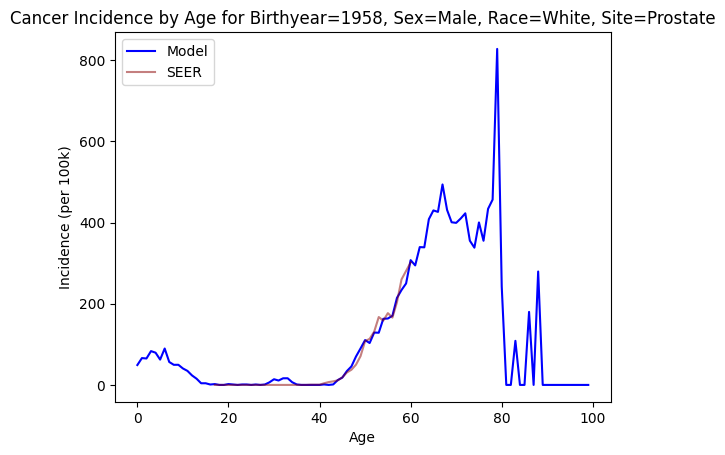 Cancer Incidence by Age for Birthyear=1958, Sex=Male, Race=White, Site=Prostate
Model
SEER
Incidence (per 100k)
800
600
400
200
0
0 20 40 60 80 100
Age